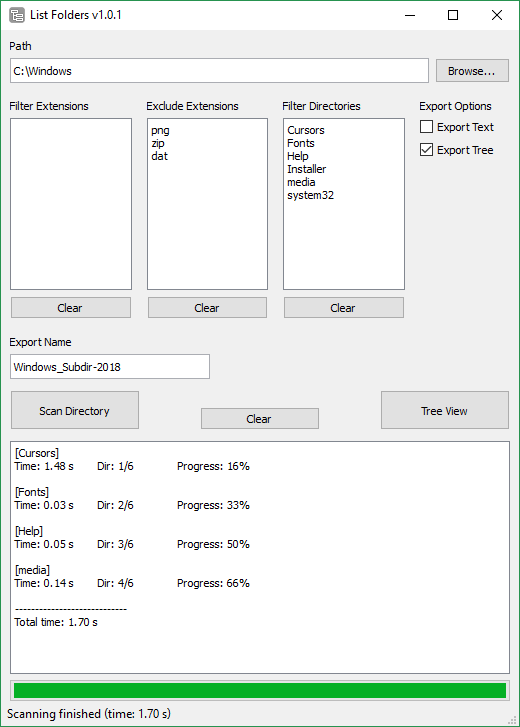 List Folders v1.0.1
Path
C:\Windows
Browse...
Filter Extensions
Exclude Extensions
png
zip
dat
Filter Directories
Cursors
Fonts
Help
Installer
media
system32
Export Options
Export Text
Export Tree
Clear
Clear
Clear
Export Name
Windows_Subdir-2018
Scan Directory
Clear
Tree View
[Cursors]
Time: 1.48 s Dir: 1/6 Progress: 16%
[Fonts]
Time: 0.03 s Dir: 2/6 Progress: 33%
[Help]
Time: 0.05 s Dir: 3/6 Progress: 50%
[media]
Time: 0.14 s Dir: 4/6 Progress: 66%
----------------------------
Total time: 1.70 s
Scanning finished (time: 1.70 s)